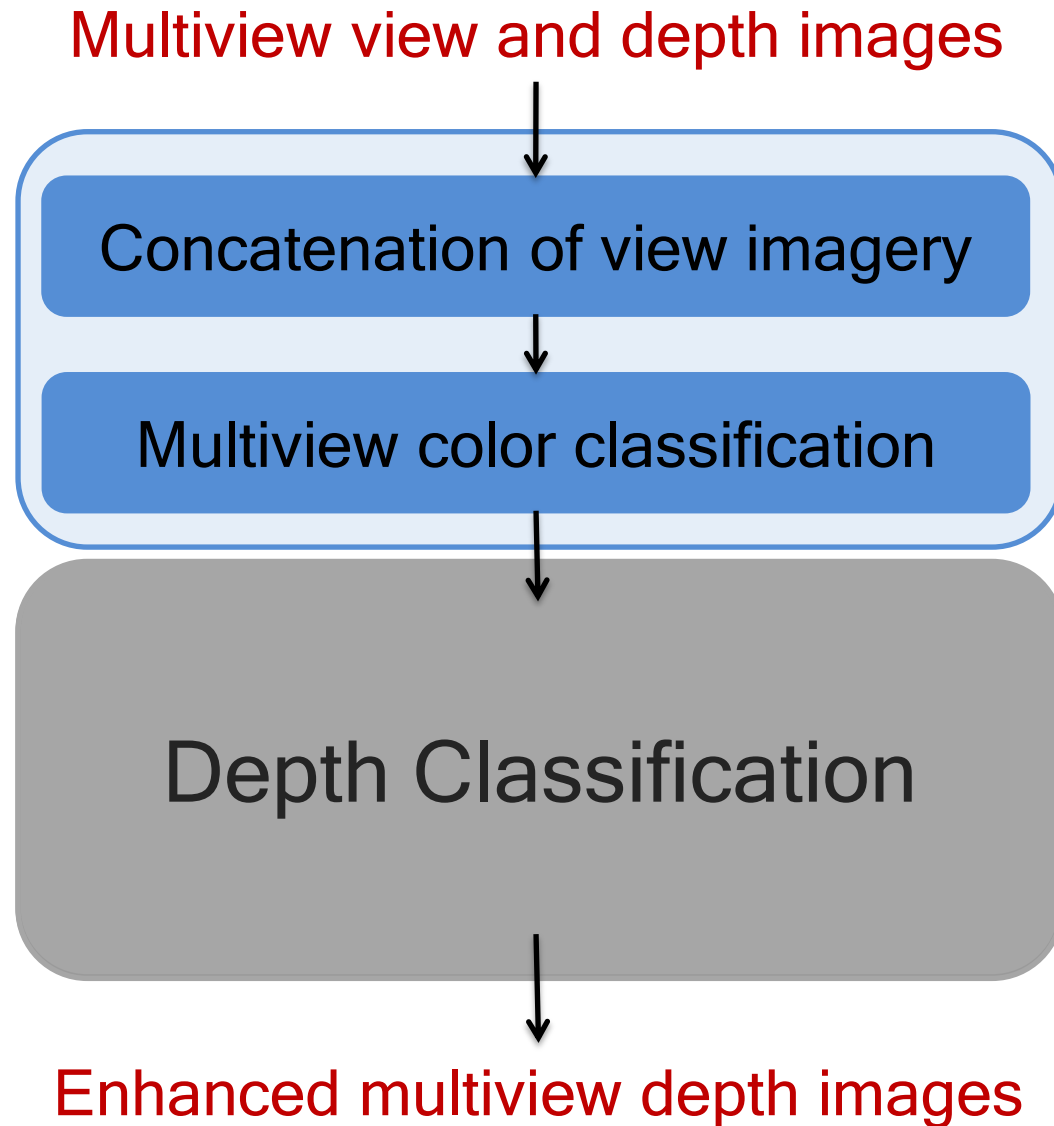 Multiview view and depth images
Concatenation of view imagery
Multiview color classification
Depth Classification
Enhanced multiview depth images